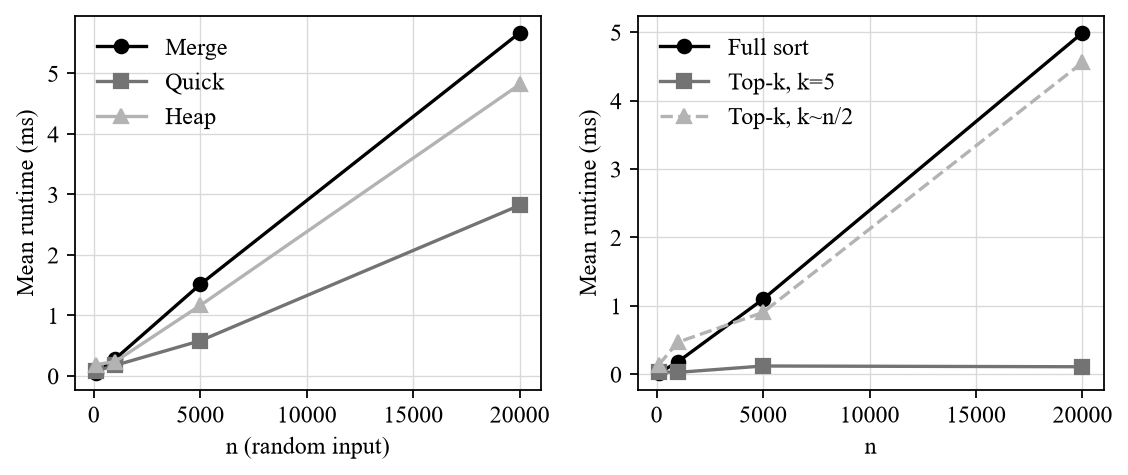 Mean runtime (ms)
5
4
3
2
1
0
Merge
Quick
Heap
0
5000
10000
15000
20000
n (random input)
Mean runtime (ms)
5
4
3
2
1
0
Full sort
Top-k, k=5
Top-k, k~n/2
0
5000
10000
15000
20000
n